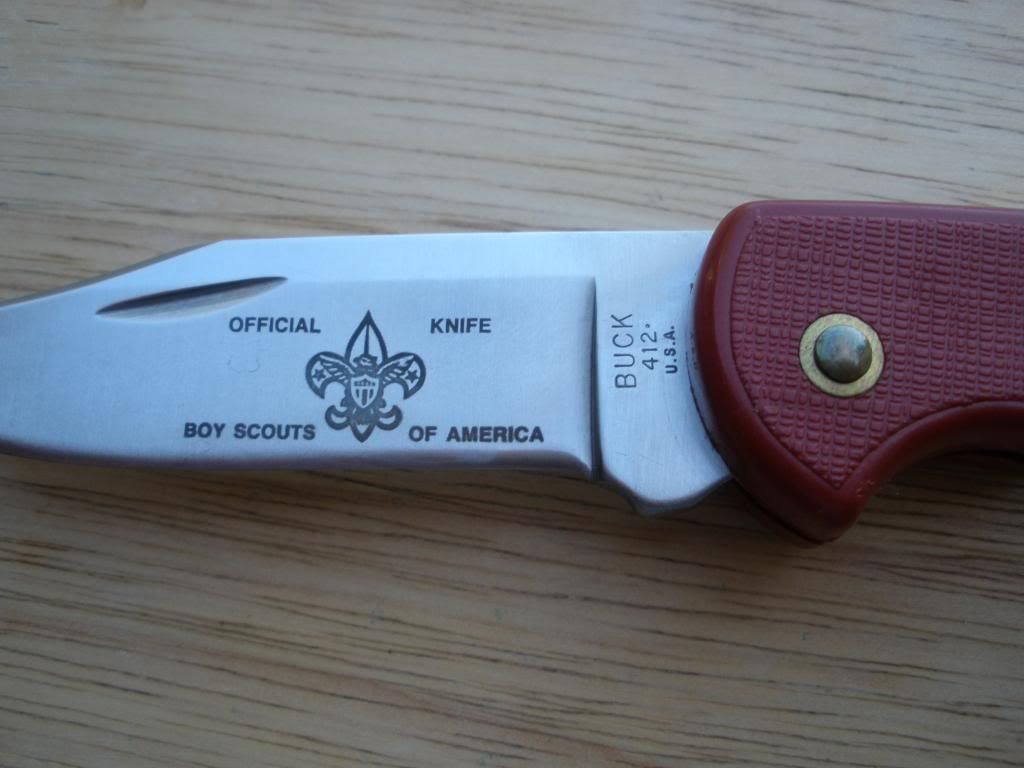 OFFICIAL KNIFE
BOY SCOUTS OF AMERICA
BUCK
412
U.S.A.